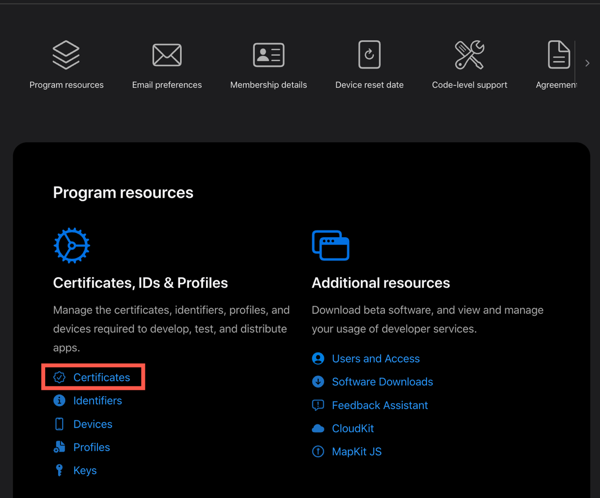 Program resources
Email preferences
Membership details
Device reset date
Code-level support
Agreement
Program resources
Certificates, IDs & Profiles
Manage the certificates, identifiers, profiles, and
devices required to develop, test, and distribute
apps.
Certificates
Identifiers
Devices
Profiles
Keys
Additional resources
Download beta software, and view and manage
your usage of developer services.
Users and Access
Software Downloads
Feedback Assistant
CloudKit
MapKit JS